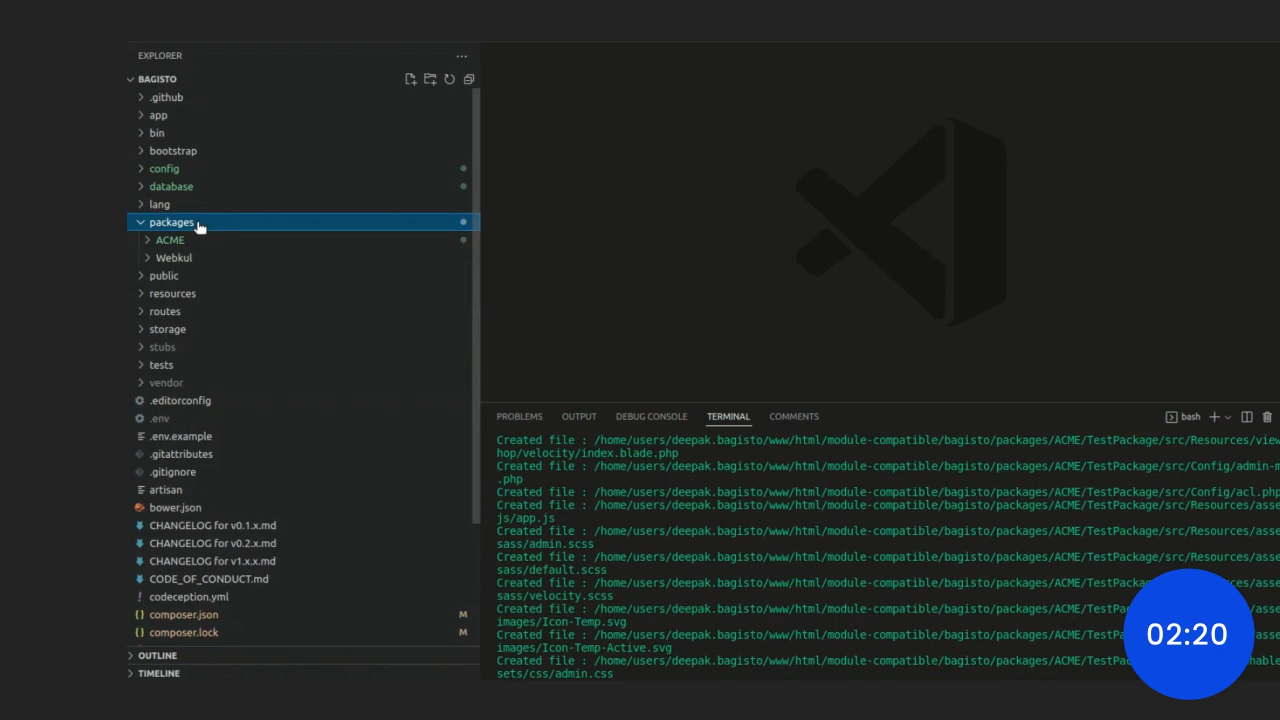 EXPLORER
BAGISTO
.github
app
bin
bootstrap
config
database
lang
packages
ACME
Webkul
public
resources
routes
storage
stubs
tests
vendor
.editorconfig
.env
.env.example
.gitattributes
.gitignore
artisan
bower.json
CHANGELOG for v0.1.x.md
CHANGELOG for v0.2.x.md
CHANGELOG for v1.x.x.md
CODE_OF_CONDUCT.md
codeception.yml
composer.json M
composer.lock M
OUTLINE
TIMELINE
PROBLEMS OUTPUT DEBUG CONSOLE TERMINAL COMMENTS bash
Created file : /home/users/deepak.bagisto/www/html/module-compatible/bagisto/packages/ACME/TestPackage/src/Resources/view
hop/velocity/index.blade.php
Created file : /home/users/deepak.bagisto/www/html/module-compatible/bagisto/packages/ACME/TestPackage/src/Config/admin-m
.php
Created file : /home/users/deepak.bagisto/www/html/module-compatible/bagisto/packages/ACME/TestPackage/src/Config/acl.php
Created file : /home/users/deepak.bagisto/www/html/module-compatible/bagisto/packages/ACME/TestPackage/src/Resources/asse
js/app.js
Created file : /home/users/deepak.bagisto/www/html/module-compatible/bagisto/packages/ACME/TestPackage/src/Resources/asse
sass/admin.scss
Created file : /home/users/deepak.bagisto/www/html/module-compatible/bagisto/packages/ACME/TestPackage/src/Resources/asse
sass/default.scss
Created file : /home/users/deepak.bagisto/www/html/module-compatible/bagisto/packages/ACME/TestPackag asse
sass/velocity.scss
Created file : /home/users/deepak.bagisto/www/html/module-compatible/bagisto/packages/ACME/TestP asse
images/Icon-Temp.svg
Created file : /home/users/deepak.bagisto/www/html/module-compatible/bagisto/packages/ACME/TestP asse
images/Icon-Temp-Active.svg
Created file : /home/users/deepak.bagisto/www/html/module-compatible/bagisto/packages/ACME/TestP hable
sets/css/admin.css
02:20